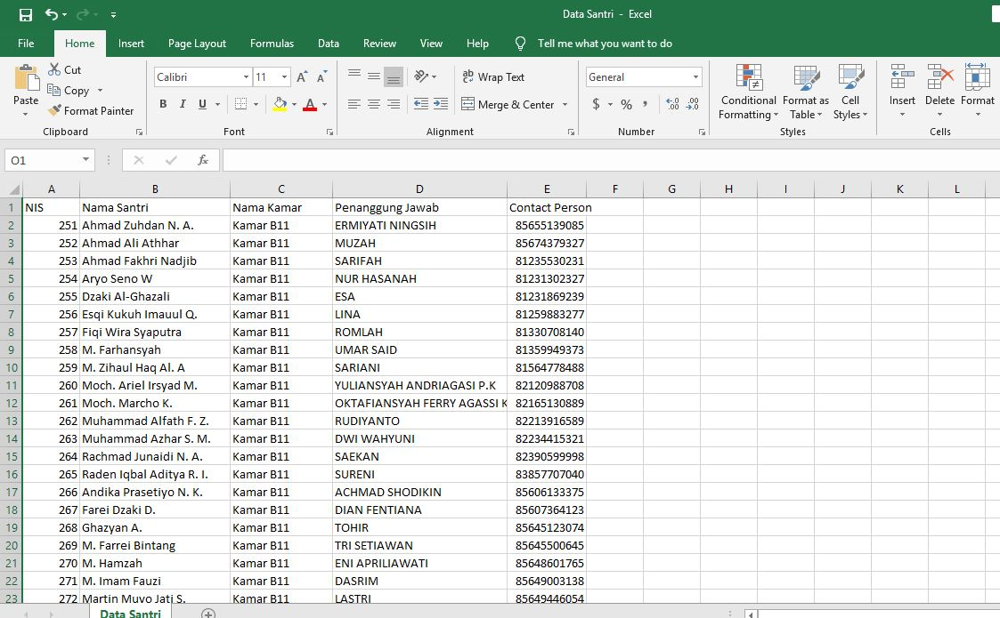 Data Santri - Excel
File Home Insert Page Layout Formulas Data Review View Help Tell me what you want to do
Paste
Cut
Copy
Format Painter
Clipboard
Calibri 11 A A
B I U A
Font
ab Wrap Text
Merge & Center
Alignment
General
$ % ,
Number
Conditional Formatting
Format as Table
Cell Styles
Styles
Insert Delete Format
Cells
O1 fx
A B C D E F G H I J K L
1 NIS Nama Santri Nama Kamar Penanggung Jawab Contact Person
2 251 Ahmad Zuhdan N. A. Kamar B11 ERMIYATI NINGSIH 85655139085
3 252 Ahmad Ali Athhar Kamar B11 MUZAH 85674379327
4 253 Ahmad Fakhri Nadjib Kamar B11 SARIFAH 81235530231
5 254 Aryo Seno W Kamar B11 NUR HASANAH 81231302327
6 255 Dzaki Al-Ghazali Kamar B11 ESA 81231869239
7 256 Esqi Kukuh Imauul Q. Kamar B11 LINA 81259883277
8 257 Fiqi Wira Syaputra Kamar B11 ROMLAH 81330708140
9 258 M. Farhansyah Kamar B11 UMAR SAID 81359949373
10 259 M. Zihaul Haq Al. A Kamar B11 SARIANI 81564778488
11 260 Moch. Ariel Irsyad M. Kamar B11 YULIANSYAH ANDRIAGASI P.K 82120988708
12 261 Moch. Marcho K. Kamar B11 OKTAFIANSYAH FERRY AGASSI K 82165130889
13 262 Muhammad Alfath F. Z. Kamar B11 RUDIYANTO 82213916589
14 263 Muhammad Azhar S. M. Kamar B11 DWI WAHYUNI 82234415321
15 264 Rachmad Junaidi N. A. Kamar B11 SAEKAN 82390599998
16 265 Raden Iqbal Aditya R. I. Kamar B11 SURENI 83857707040
17 266 Andika Prasetiyo N. K. Kamar B11 ACHMAD SHODIKIN 85606133375
18 267 Farei Dzaki D. Kamar B11 DIAN FENTIANA 85607364123
19 268 Ghazyan A. Kamar B11 TOHIR 85645123074
20 269 M. Farrei Bintang Kamar B11 TRI SETIAWAN 85645500645
21 270 M. Hamzah Kamar B11 ENI APRILIAWATI 85648601765
22 271 M. Imam Fauzi Kamar B11 DASRIM 85649003138
23 272 Martin Muvo Jati S. Kamar B11 LASTRI 85649446054
Data Santri